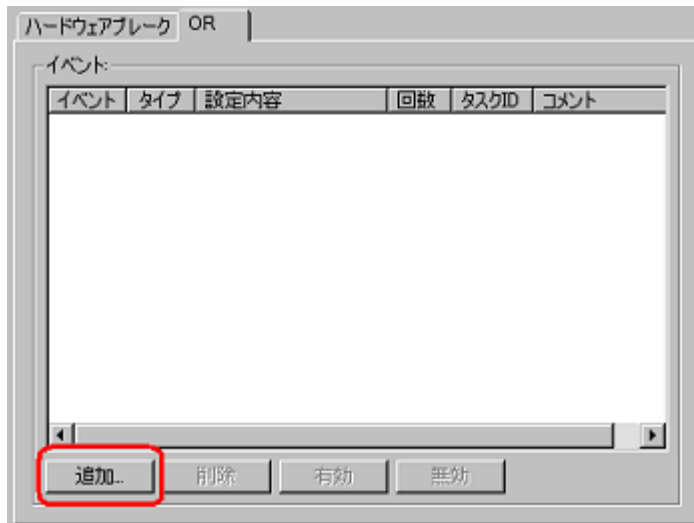 ハードウェアブレーク OR
イベント:
イベント タイプ 設定内容 回数 タスクID コメント
追加... 削除 有効 無効